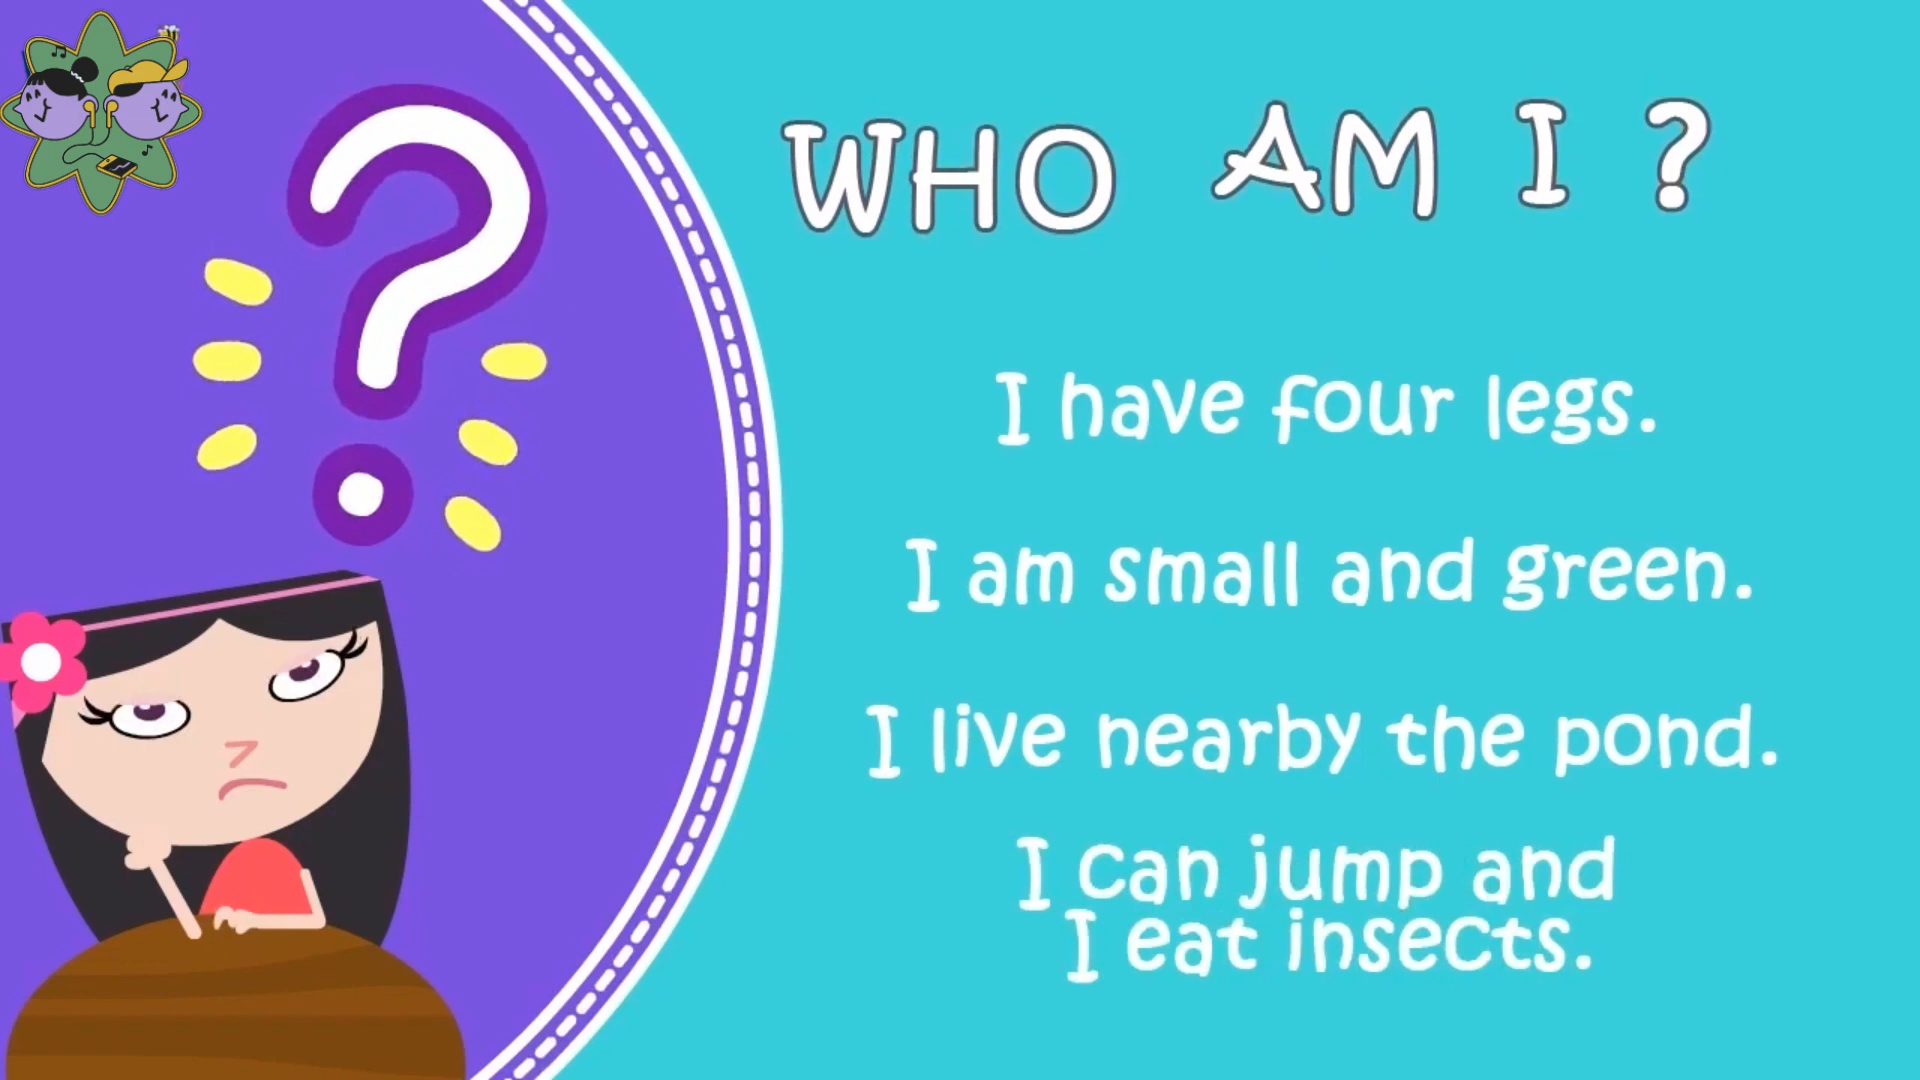 WHO AM I ?
I have four legs.
I am small and green.
I live nearby the pond.
I can jump and
I eat insects.